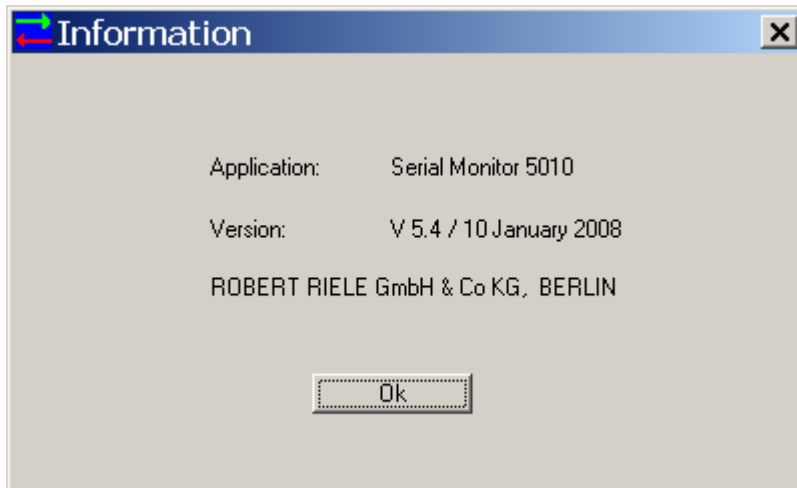 Information
Application: Serial Monitor 5010
Version: V 5.4 / 10 January 2008
ROBERT RIELE GmbH & Co KG, BERLIN
Ok